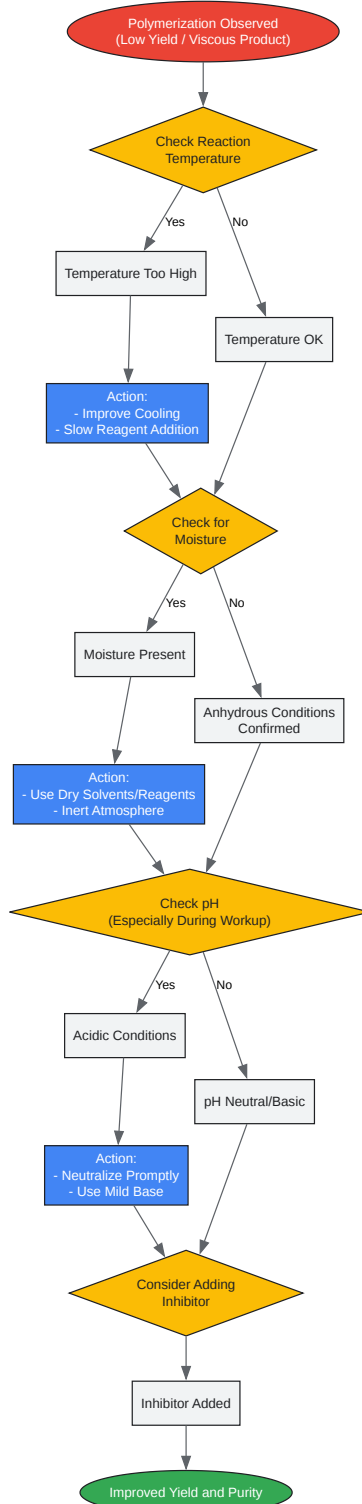 Polymerization Observed
(Low Yield / Viscous Product)
Check Reaction
Temperature
Yes
No
Temperature Too High
Temperature OK
Action:
- Improve Cooling
- Slow Reagent Addition
Check for
Moisture
Yes
No
Moisture Present
Anhydrous Conditions
Confirmed
Action:
- Use Dry Solvents/Reagents
- Inert Atmosphere
Check pH
(Especially During Workup)
Yes
No
Acidic Conditions
pH Neutral/Basic
Action:
- Neutralize Promptly
- Use Mild Base
Consider Adding
Inhibitor
Inhibitor Added
Improved Yield and Purity